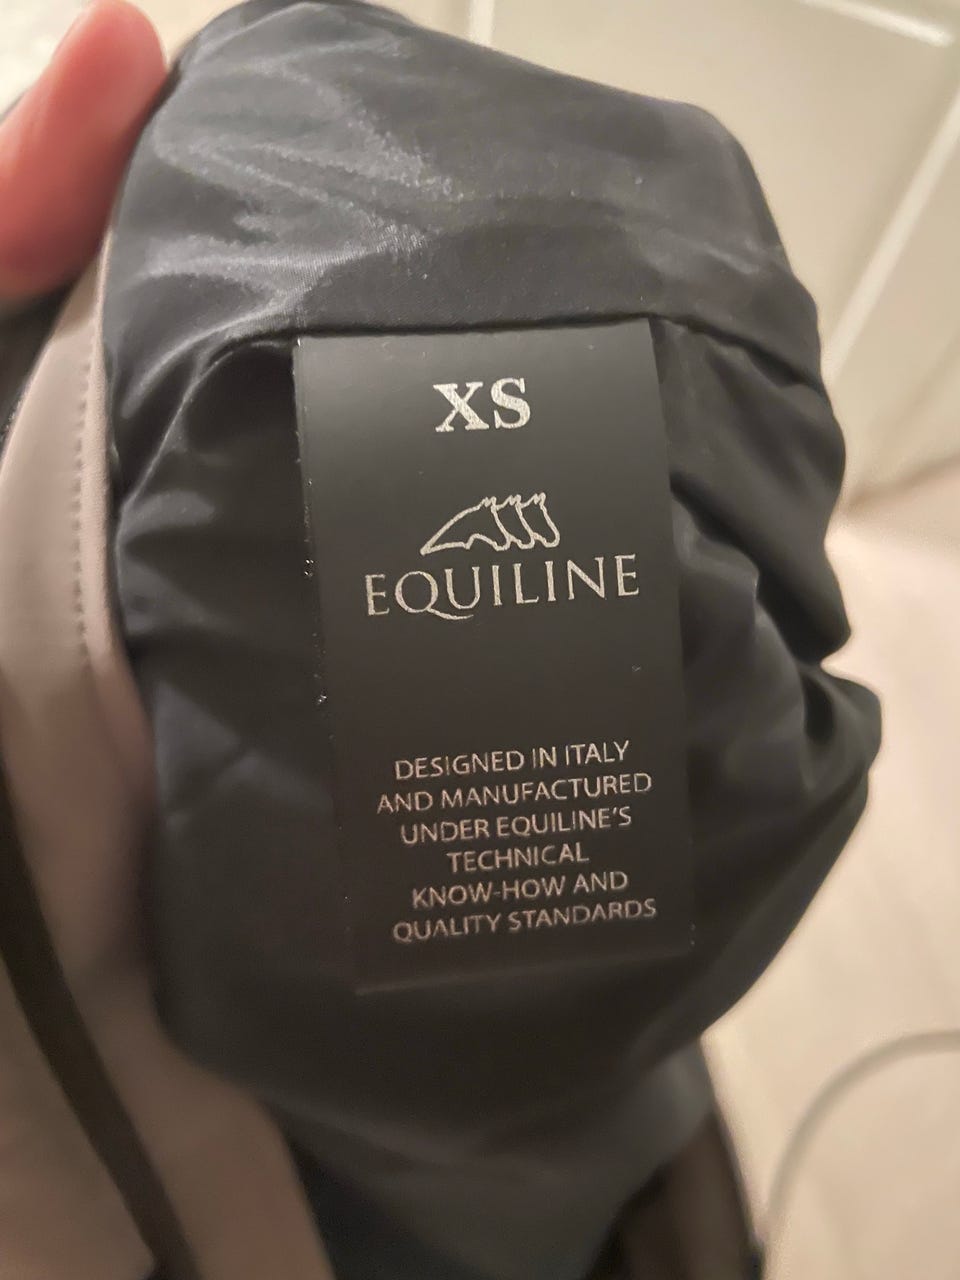 XS
EQUILINE
DESIGNED IN ITALY
AND MANUFACTURED
UNDER EQUILINE'S
TECHNICAL
KNOW-HOW AND
QUALITY STANDARDS